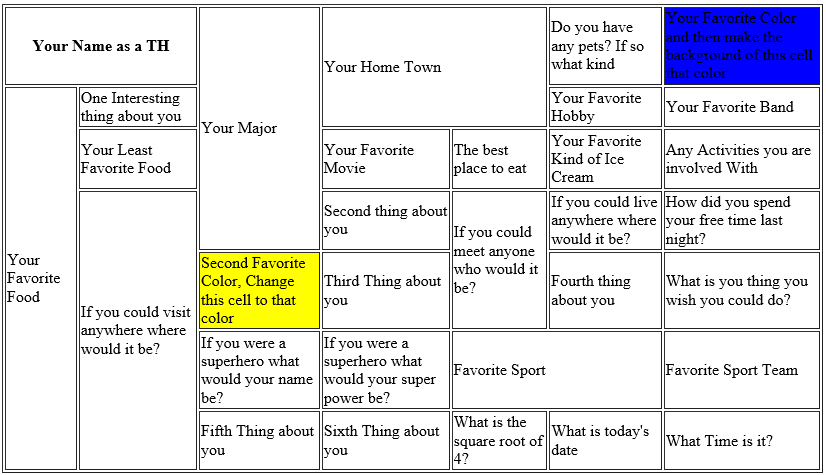 Your Name as a TH
Your Major
Your Home Town
Do you have
any pets? If so
what kind
Your Favorite Color
and then make the
background of this cell
that color
Your
Favorite
Food
One Interesting
thing about you
Your Favorite
Hobby
Your Favorite Band
Your Least
Favorite Food
Your Favorite
Movie
The best
place to eat
Your Favorite
Kind of Ice
Cream
Any Activities you are
involved With
If you could visit
anywhere where
would it be?
Second thing about
you
If you could
meet anyone
who would it
be?
If you could live
anywhere where
would it be?
How did you spend
your free time last
night?
Second Favorite
Color, Change
this cell to that
color
Third Thing about
you
Fourth thing
about you
What is you thing you
wish you could do?
If you were a
superhero what
would your name
be?
If you were a
superhero what
would your super
power be?
Favorite Sport
Favorite Sport Team
Fifth Thing about
you
Sixth Thing about
you
What is the
square root of
4?
What is today's
date
What Time is it?